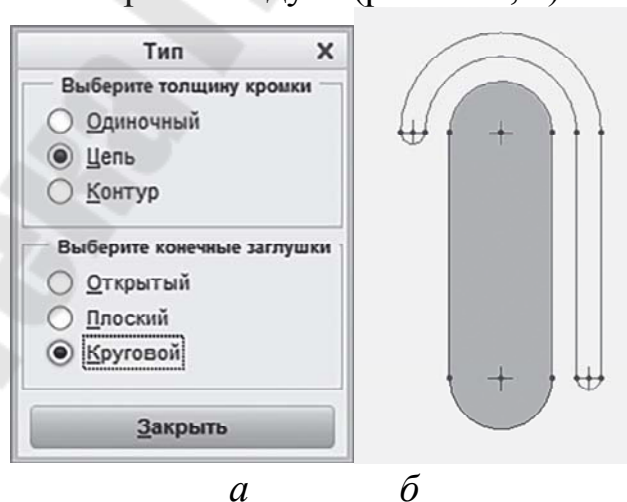 Тип X
Выберите толщину кромки
Одиночный
Цепь
Контур
Выберите конечные заглушки
Открытый
Плоский
Круговой
Закрыть
а б